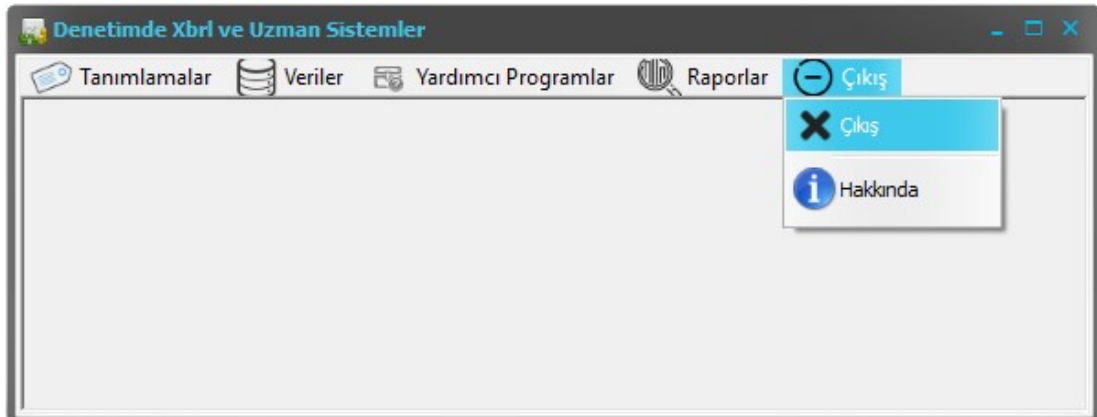 Denetimde Xbrl ve Uzman Sistemler
Tanımlamalar Veriler Yardımcı Programlar Raporlar Çıkış
Çıkış
Hakkında